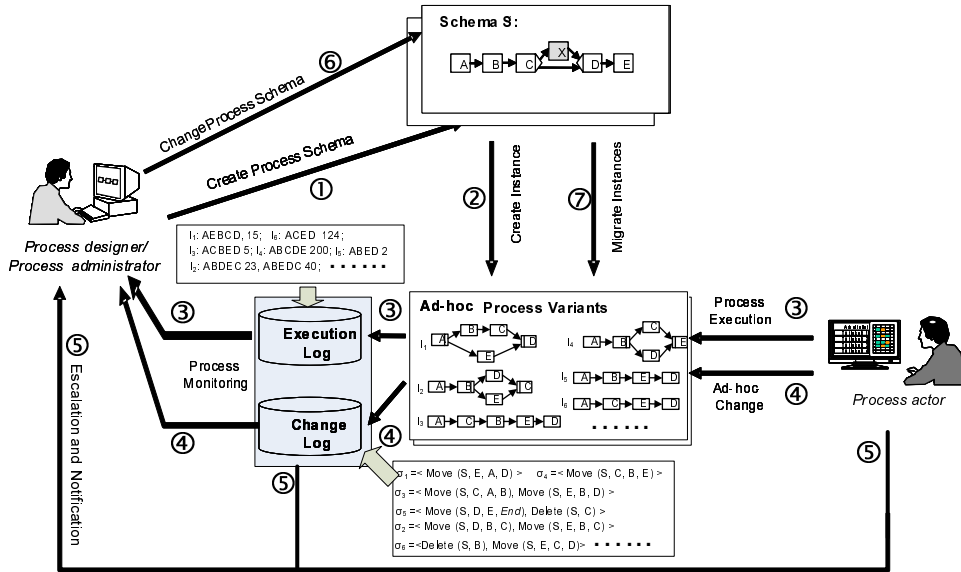 Schema S:
A B C X D E
⑥
Change Process Schema
Create Process Schema
①
②
Create Instance
⑦
Migrate Instances
Process designer/
Process administrator
I1: AEBCD, 15; I6: ACED 124;
I3: ACBED 5; I4: ABCDE 200; I5: ABED 2
I2: ABDEC 23, ABEDC 40; ......
③
Execution
Log
③
Process
Monitoring
Change
Log
④
④
⑤
Ad-hoc Process Variants
I1 A B C E D
I4 A B C D E
I2 A B D E C
I5 A B E D
I6 A C E D
I3 A C B E D
......
Process
Execution
③
Ad-hoc
Change
④
Process actor
⑤
⑤
Escalation and Notification
σ1 =< Move (S, E, A, D) > σ4 =< Move (S, C, B, E) >
σ3 =< Move (S, C, A, B), Move (S, E, B, D) >
σ5 =< Move (S, D, E, End), Delete (S, C) >
σ2 =< Move (S, D, B, C), Move (S, E, B, C) >
σ6 =<Delete (S, B), Move (S, E, C, D)> ......